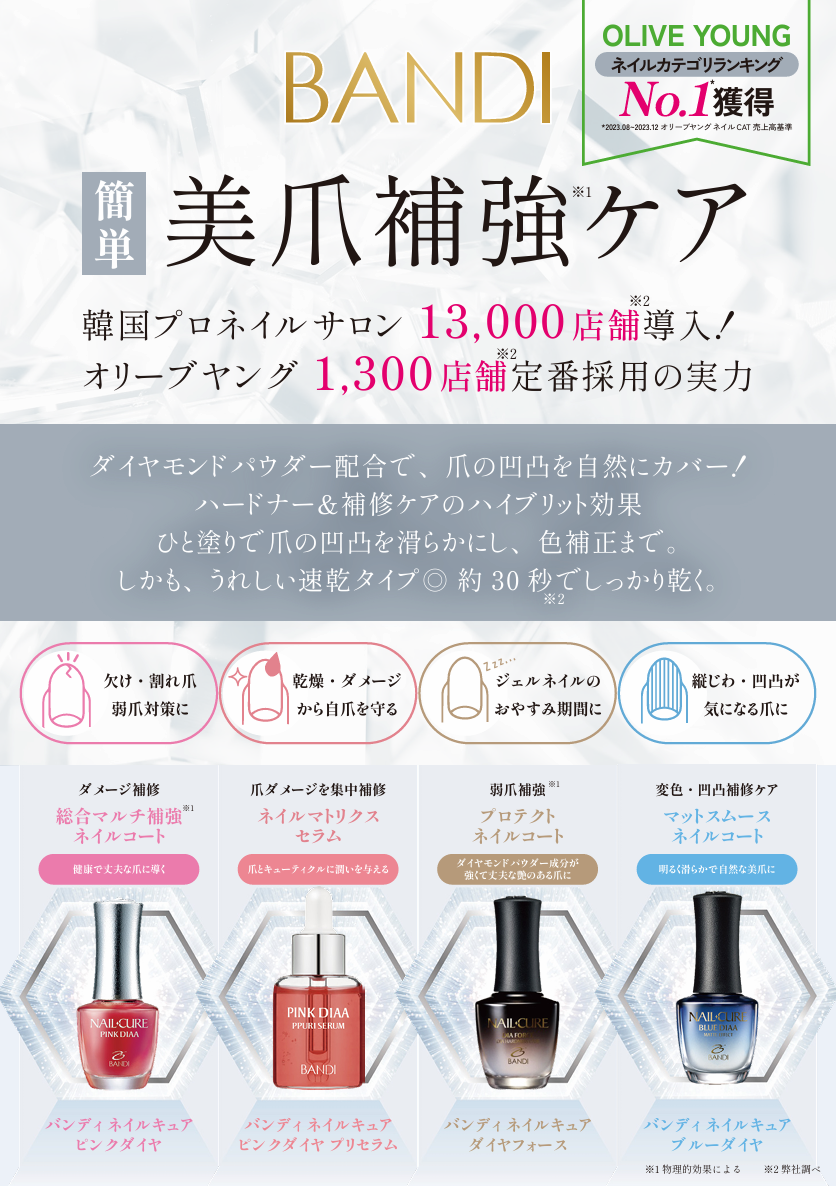 BANDI
OLIVE YOUNG
ネイルカテゴリランキング
No.1*獲得
*2023.08~2023.12 オリーブヤング ネイル CAT 売上高基準
簡単
美爪補強※1ケア
韓国プロネイルサロン 13,000店舗※2導入!
オリーブヤング 1,300店舗※2定番採用の実力
ダイヤモンドパウダー配合で、爪の凹凸を自然にカバー!
ハードナー&補修ケアのハイブリット効果
ひと塗りで爪の凹凸を滑らかにし、色補正まで。
しかも、うれしい速乾タイプ◎ 約30秒でしっかり乾く。
※2
欠け・割れ爪
弱爪対策に
乾燥・ダメージ
から自爪を守る
zzz...
ジェルネイルの
おやすみ期間に
縦じわ・凹凸が
気になる爪に
ダメージ補修
総合マルチ補強※1
ネイルコート
健康で丈夫な爪に導く
NAIL•CURE
PINK DIAA
BANDI
バンディ ネイルキュア
ピンクダイヤ
爪ダメージを集中補修
ネイルマトリクス
セラム
爪とキューティクルに潤いを与える
PINK DIAA
PPURI SERUM
BANDI
バンディ ネイルキュア
ピンクダイヤ プリセラム
弱爪補強※1
プロテクト
ネイルコート
ダイヤモンドパウダー成分が
強くて丈夫な艶のある爪に
NAIL•CURE
BANDI
バンディ ネイルキュア
ダイヤフォース
変色・凹凸補修ケア
マットスムース
ネイルコート
明るく滑らかで自然な美爪に
NAIL•CURE
BLUE DIAA
BANDI
バンディ ネイルキュア
ブルーダイヤ
※1 物理的効果による ※2 弊社調べ